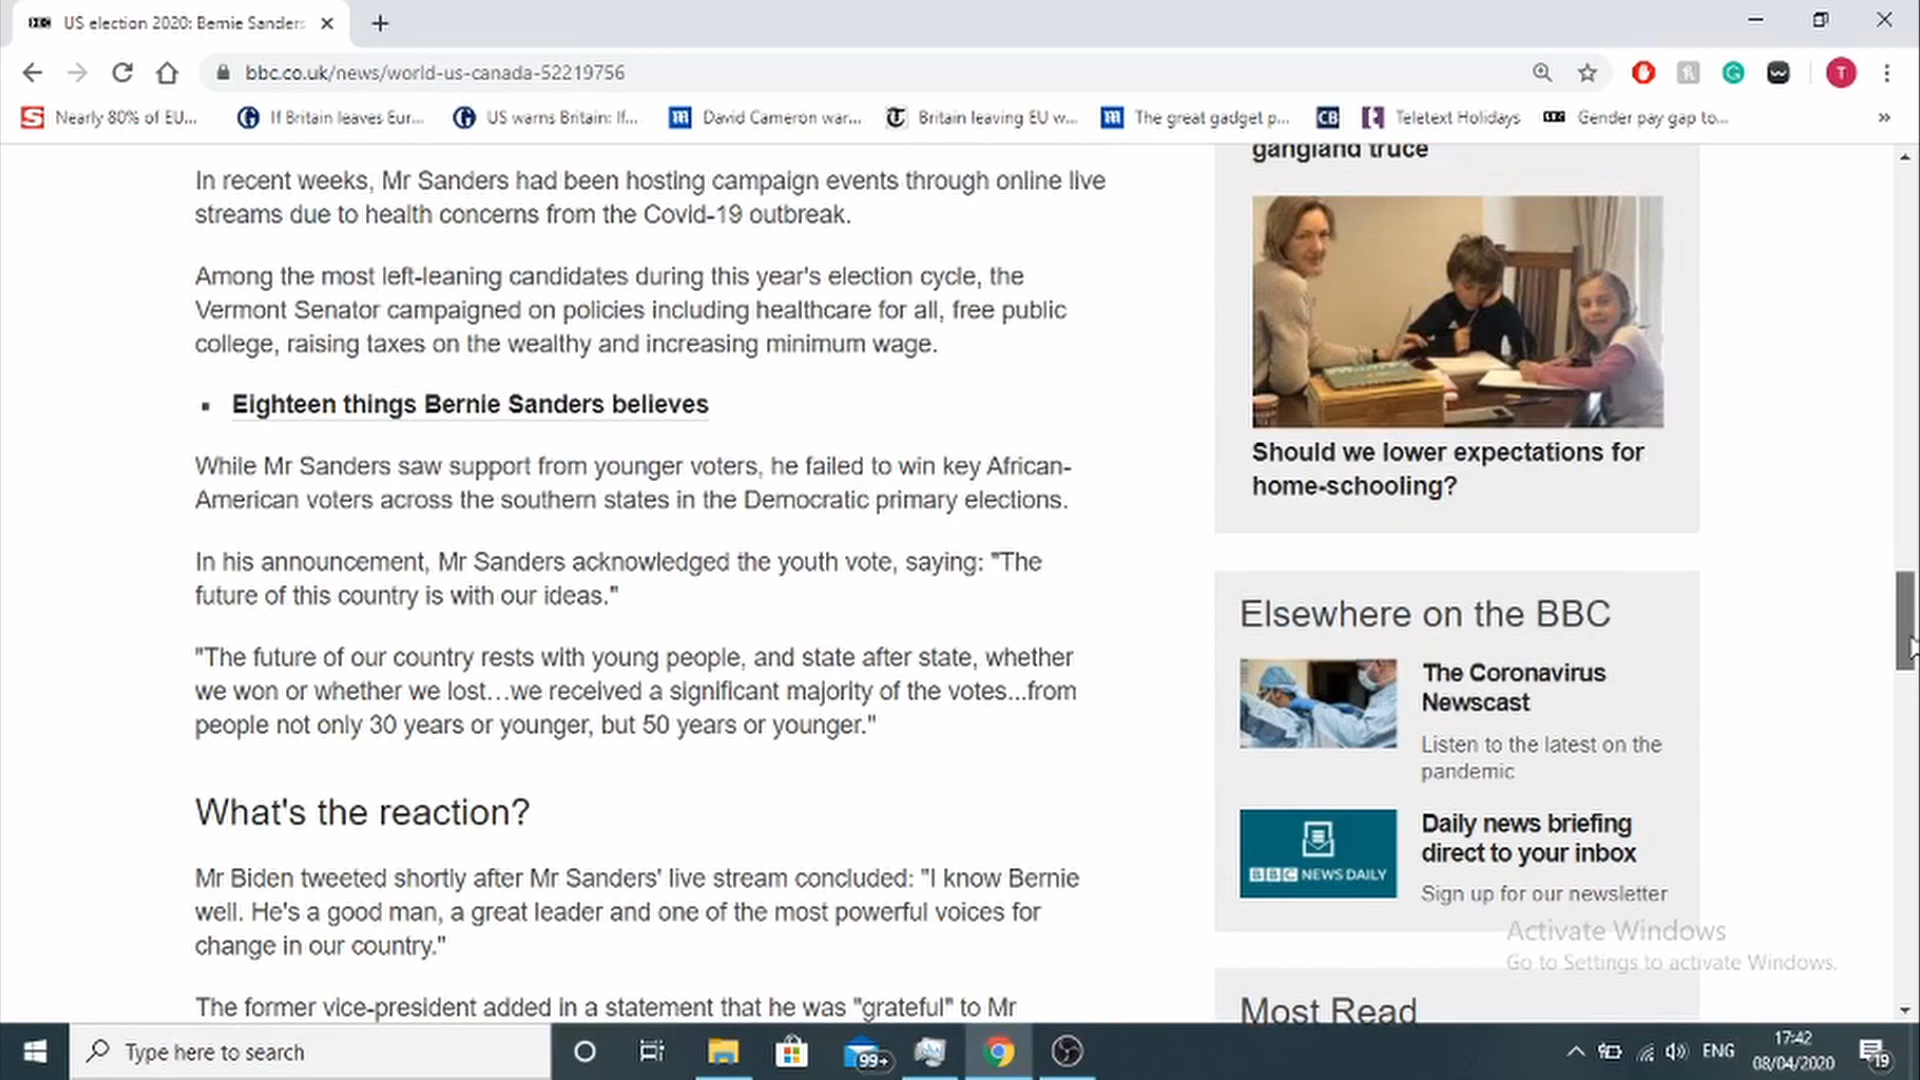 US election 2020: Bernie Sanders
bbc.co.uk/news/world-us-canada-52219756
T
Nearly 80% of EU...
If Britain leaves Eur...
US warns Britain: If...
David Cameron war...
Britain leaving EU w...
The great gadget p...
CB
Teletext Holidays
Gender pay gap to...
In recent weeks, Mr Sanders had been hosting campaign events through online live
streams due to health concerns from the Covid-19 outbreak.
Among the most left-leaning candidates during this year's election cycle, the
Vermont Senator campaigned on policies including healthcare for all, free public
college, raising taxes on the wealthy and increasing minimum wage.
Eighteen things Bernie Sanders believes
While Mr Sanders saw support from younger voters, he failed to win key African-
American voters across the southern states in the Democratic primary elections.
In his announcement, Mr Sanders acknowledged the youth vote, saying: "The
future of this country is with our ideas."
"The future of our country rests with young people, and state after state, whether
we won or whether we lost…we received a significant majority of the votes...from
people not only 30 years or younger, but 50 years or younger."
What's the reaction?
Mr Biden tweeted shortly after Mr Sanders' live stream concluded: "I know Bernie
well. He's a good man, a great leader and one of the most powerful voices for
change in our country."
The former vice-president added in a statement that he was "grateful" to Mr
gangland truce
Should we lower expectations for
home-schooling?
Elsewhere on the BBC
The Coronavirus
Newscast
Listen to the latest on the
pandemic
BBC NEWS DAILY
Daily news briefing
direct to your inbox
Sign up for our newsletter
Most Read
Activate Windows
Go to Settings to activate Windows.
Type here to search
99+
ENG
17:42
08/04/2020
19